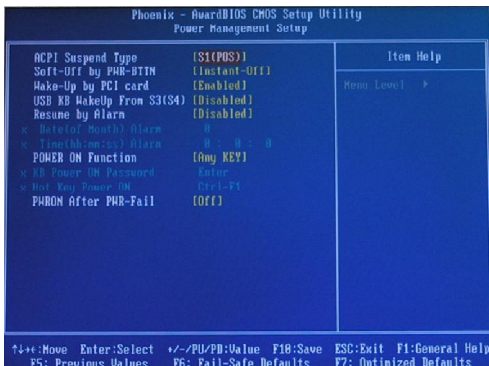 Phoenix - AwardBIOS CMOS Setup Utility
Power Management Setup
ACPI Suspend Type [S1(POS)]
Soft-Off by PWR-BTTN [Instant-Off]
Wake-Up by PCI card [Enabled]
USB KB WakeUp From S3(S4) [Disabled]
Resume by Alarm [Disabled]
x Date(of Month) Alarm 0
x Time(hh:mm:ss) Alarm 0 : 0 : 0
POWER ON Function [Any KEY]
x KB Power ON Password Enter
x Hot Key Power ON Ctrl-F1
PWRON After PWR-Fail [Off]
Item Help
Menu Level ▶
↑↓→←:Move Enter:Select +/-/PU/PD:Value F10:Save ESC:Exit F1:General Help
F5: Previous Values F6: Fail-Safe Defaults F7: Optimized Defaults